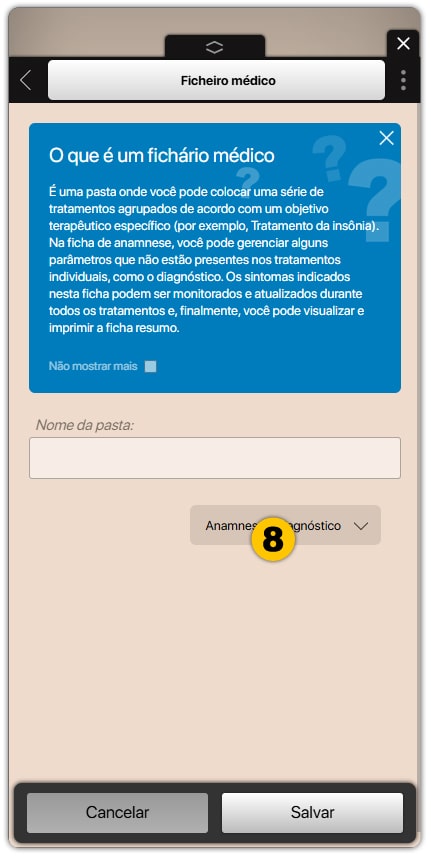 Ficheiro médico
O que é um fichário médico
É uma pasta onde você pode colocar uma série de
tratamentos agrupados de acordo com um objetivo
terapêutico específico (por exemplo, Tratamento da insônia).
Na ficha de anamnese, você pode gerenciar alguns
parâmetros que não estão presentes nos tratamentos
individuais, como o diagnóstico. Os sintomas indicados
nesta ficha podem ser monitorados e atualizados durante
todos os tratamentos e, finalmente, você pode visualizar e
imprimir a ficha resumo.
Não mostrar mais
Nome da pasta:
8
Cancelar Salvar